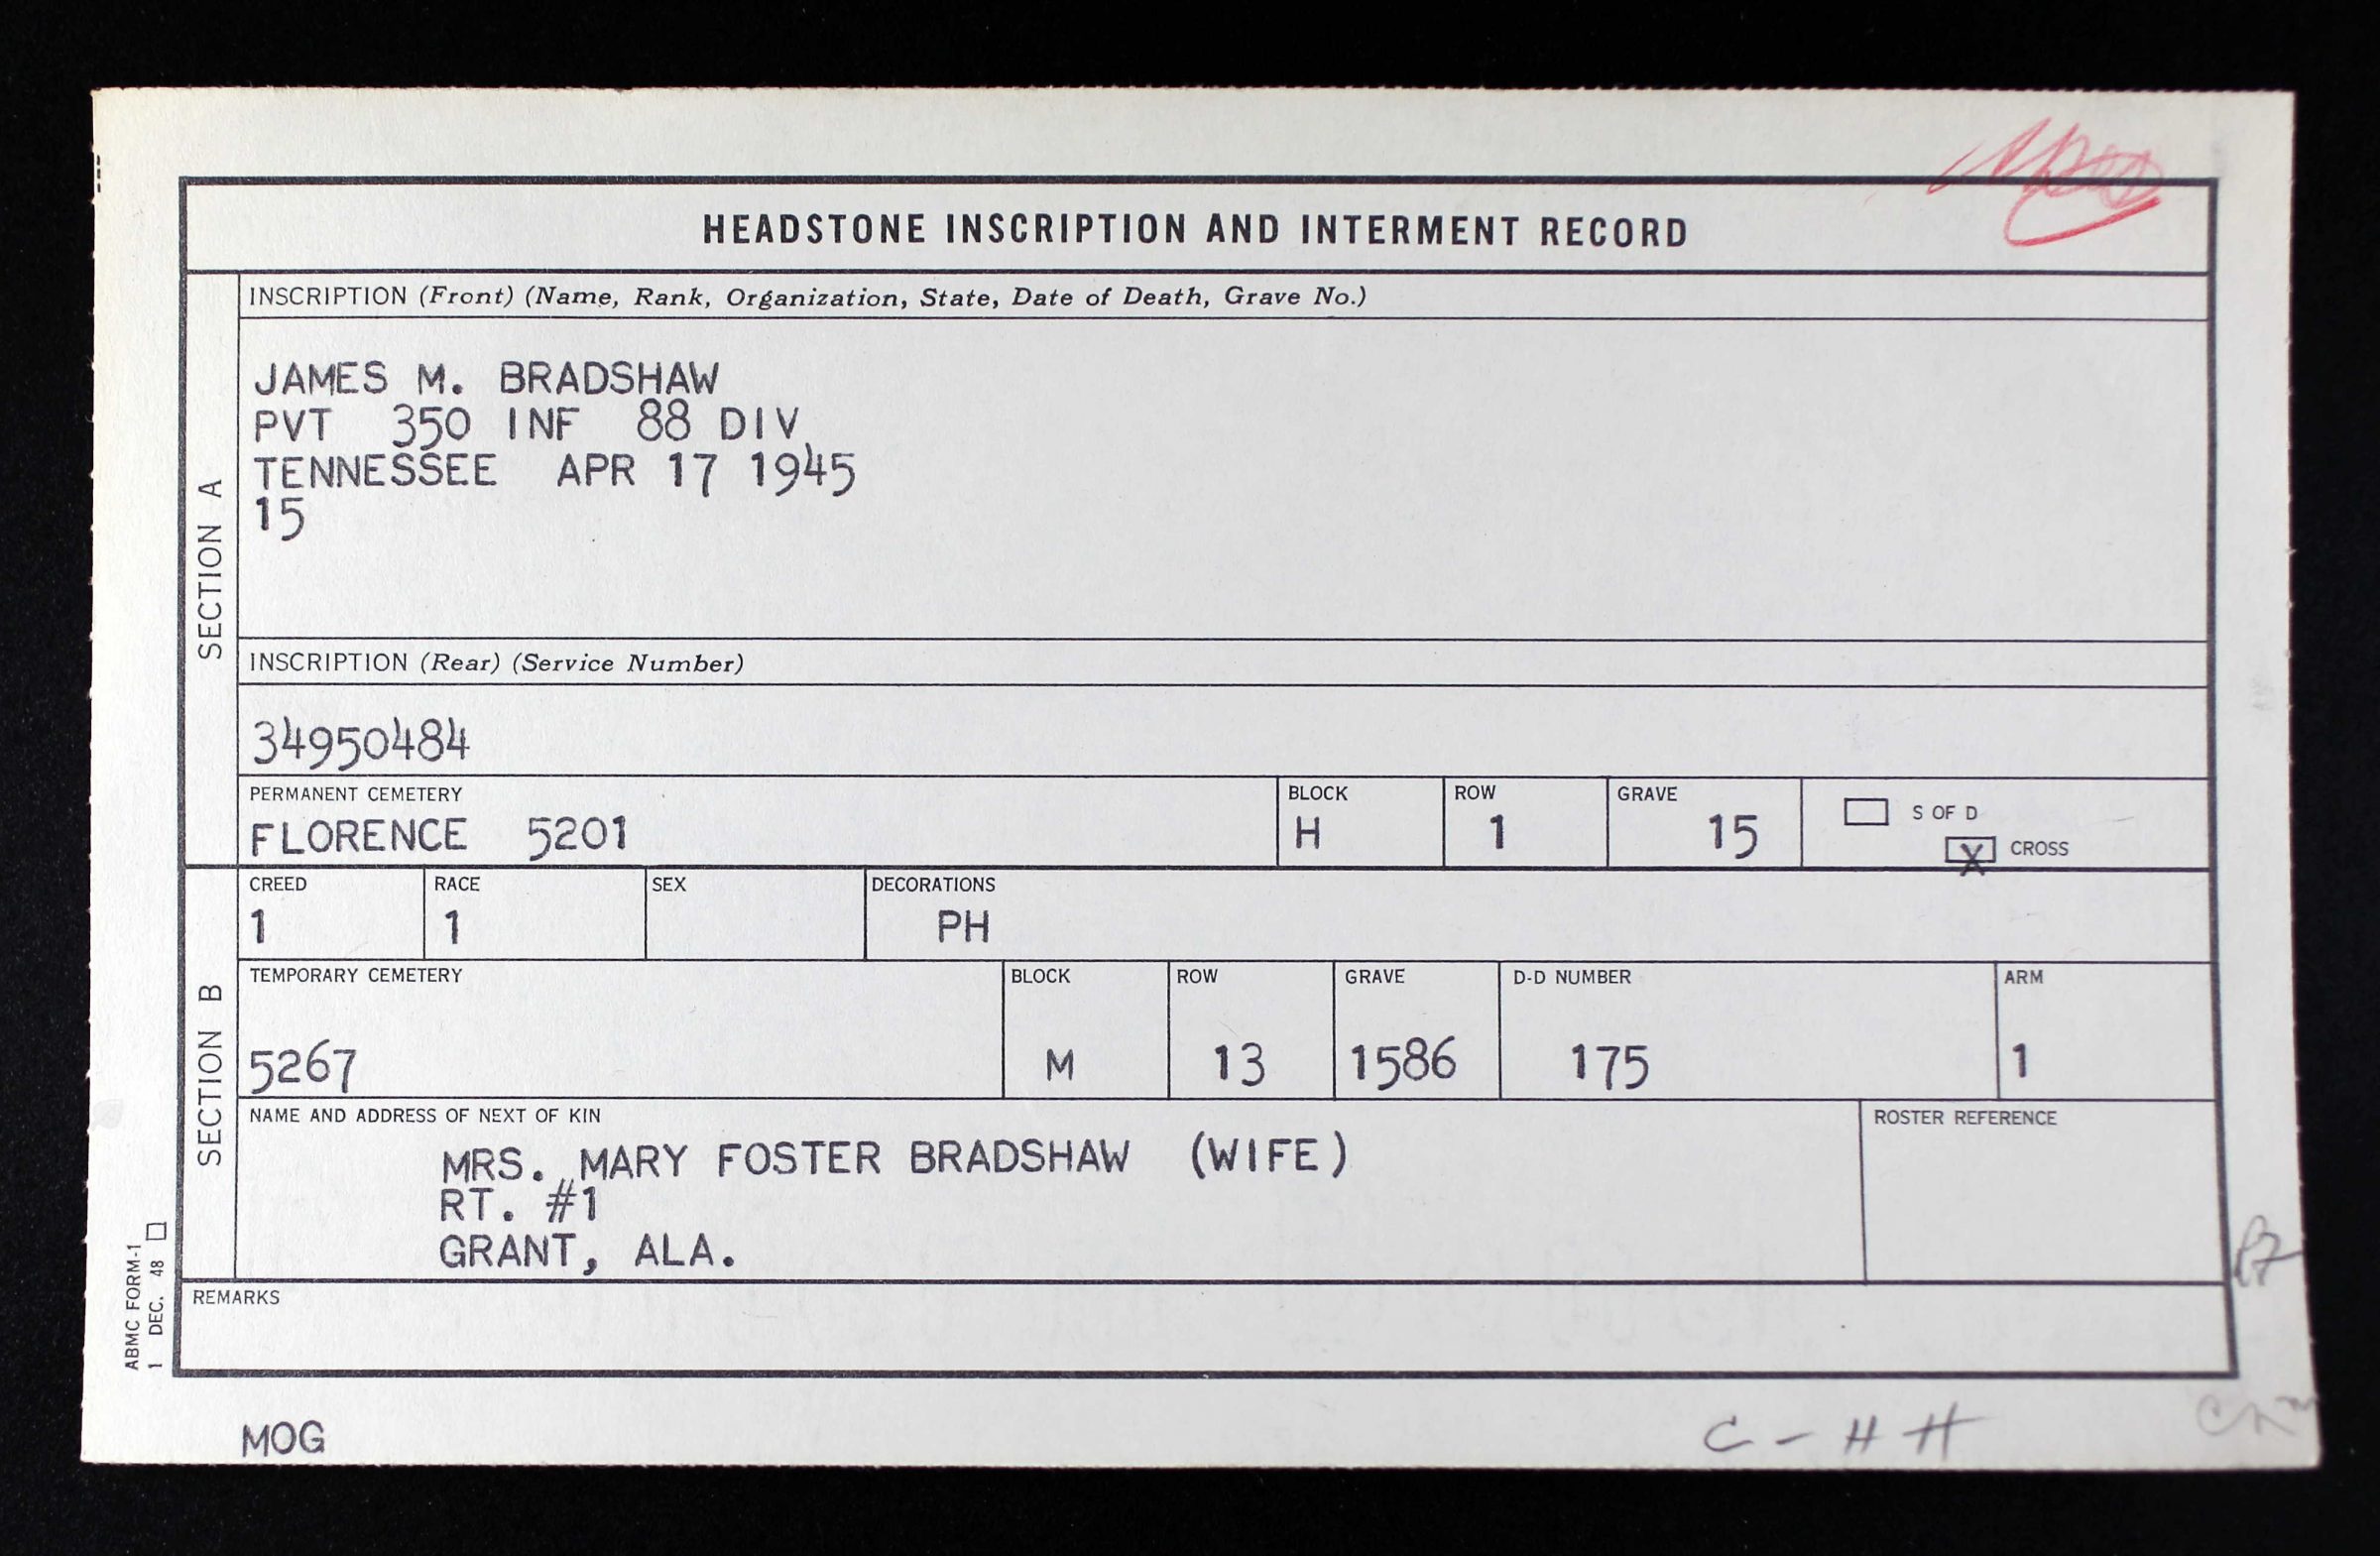 HEADSTONE INSCRIPTION AND INTERMENT RECORD
SECTION A
INSCRIPTION (Front) (Name, Rank, Organization, State, Date of Death, Grave No.)
JAMES M. BRADSHAW
PVT 350 INF 88 DIV
TENNESSEE APR 17 1945
15
INSCRIPTION (Rear) (Service Number)
34950484
PERMANENT CEMETERY BLOCK ROW GRAVE S OF D
FLORENCE 5201 H 1 15 X CROSS
SECTION B
CREED RACE SEX DECORATIONS
1 1 PH
TEMPORARY CEMETERY BLOCK ROW GRAVE D-D NUMBER ARM
5267 M 13 1586 175 1
NAME AND ADDRESS OF NEXT OF KIN ROSTER REFERENCE
MRS. MARY FOSTER BRADSHAW (WIFE)
RT. #1
GRANT, ALA.
REMARKS
ABMC FORM-1
1 DEC. 48
MOG C - H H